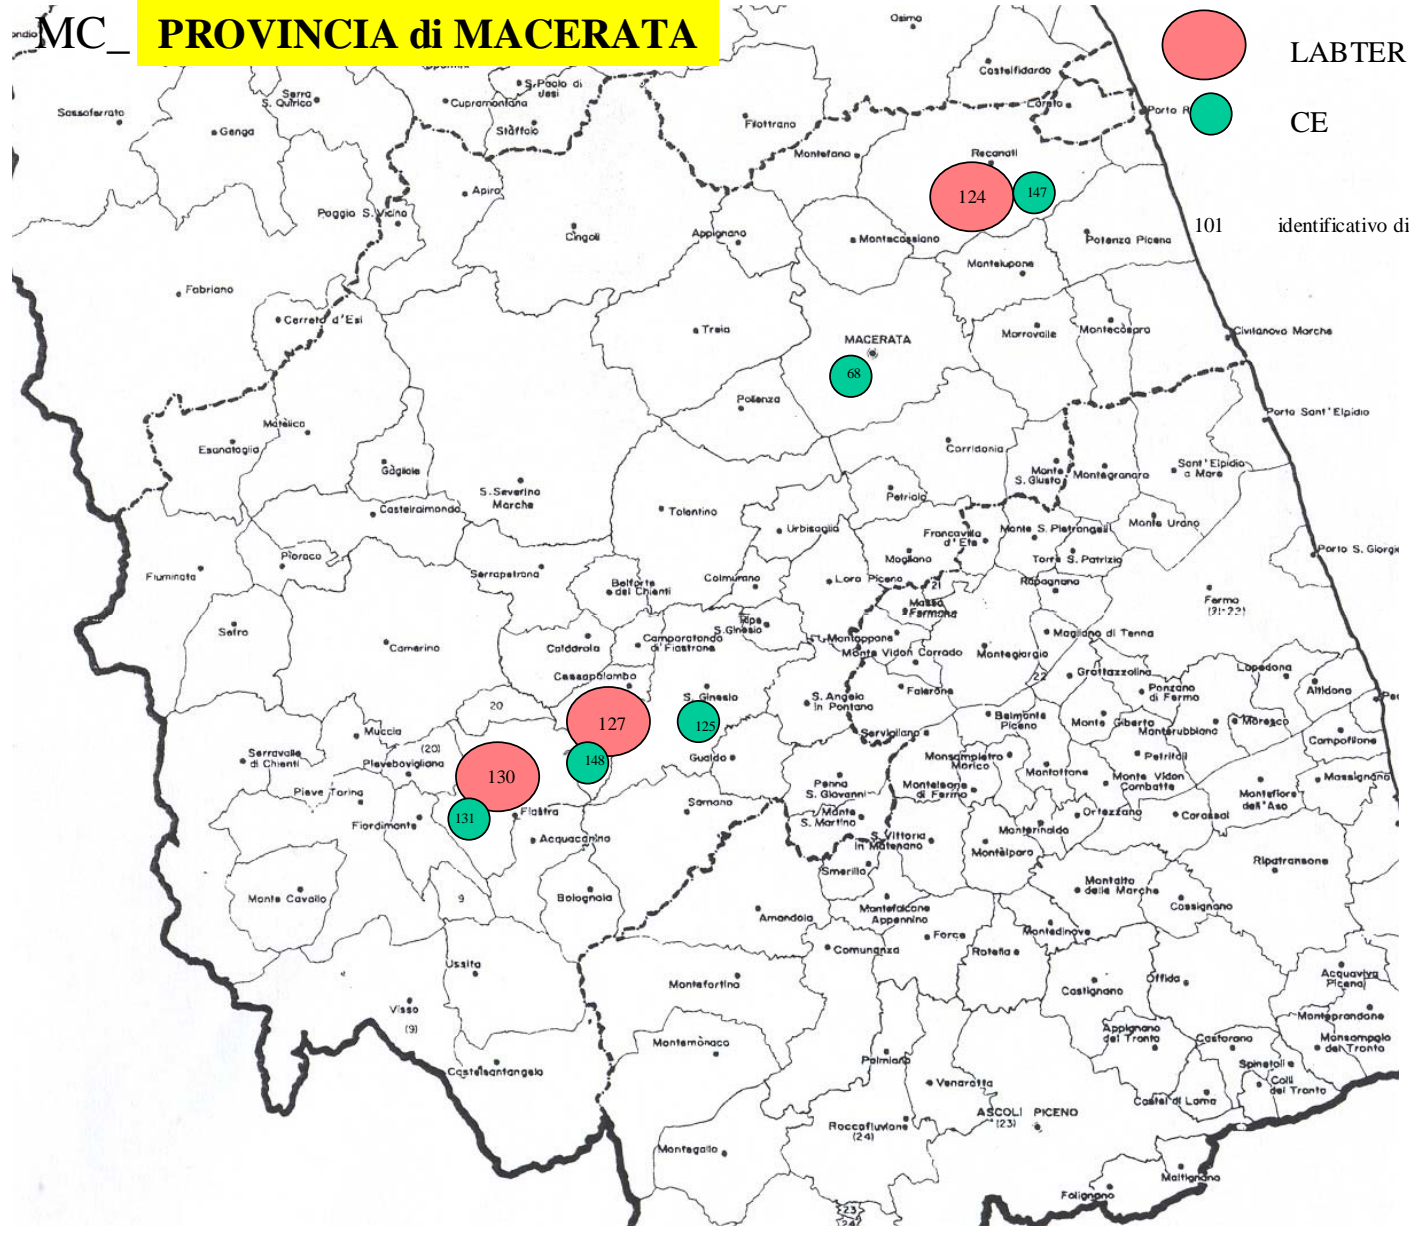 MC_ PROVINCIA di MACERATA
LABTER
CE
101 identificativo di
Osimo
Castelfidardo
Loreto
Porto R
S.Paolo di
Jesi
Serra
S. Quirico
Cupramontana
Staffolo
Sassoferrato
Genga
Filottrano
Montefano
Recanati
124
147
Apiro
Poggio S. Vicino
Cingoli
Appignano
Montecassiano
Potenza Picena
Montelupone
Fabriano
Cerreto d'Esi
Treia
MACERATA
68
Morrovalle
Montecosaro
Civitanova Marche
Pollenza
Porto Sant'Elpidio
Matelica
Esanatoglia
Gagliole
Corridonia
Monte
S. Giusto
Montegranaro
Sant'Elpidio
a Mare
S. Severino
Marche
Castelraimondo
Tolentino
Petriolo
Urbisaglia
Francavilla
d'Ete
Monte S. Pietrangeli
Monte Urano
Porto S. Giorgi
Pioraco
Fiuminata
Serrapetrona
Belforte
del Chienti
Colmurano
Loro Piceno
Mogliano
Torre S. Patrizio
Rapagnano
21
Massa
Fermana
Fermo
(21-22)
Sefro
Camerino
Caldarola
Camporotondo
di Fiastrone
Ripe
S.Ginesio
Montappone
Monte Vidon Corrado
Montegiorgio
Magliano di Tenna
Grottazzolina
22
Lapedona
Altidona
Cessapalombo
S. Ginesio
S. Angelo
in Pontano
Falerone
Ponzano
di Fermo
20
127
125
Belmonte
Piceno
Monte Giberto
Monterubbiano
Moresco
Campofilone
Servigliano
Muccia
(20)
Serravalle
di Chienti
Pievebovigliana
130
148
Gualdo
Monsampietro
Morico
Petritoli
Montottone
Monte Vidon
Combatte
Massignano
Montefiore
dell'Aso
Pieve Torina
Penna
S. Giovanni
Monteleone
di Fermo
Fiordimonte
131
Fiastra
Sarnano
Monte
S. Martino
Ortezzano
Carassai
Acquacanina
S. Vittoria
in Matenano
Monterinaldo
Montelparo
Ripatransone
Smerillo
Monte Cavallo
9
Bolognola
Montalto
delle Marche
Cossignano
Amandola
Montefalcone
Appennino
Force
Montedinove
Comunanza
Rotella
Ussita
Montefortino
Castignano
Offida
Acquaviva
Picena
Visso
(9)
Monteprandone
Monsampolo
del Tronto
Appignano
del Tronto
Castorano
Montemonaco
Palmiano
Spinetoli
Colli
del Tronto
Castelsantangelo
Venarotta
Castel di Lama
Roccafluvione
(24)
ASCOLI PICENO
(23)
Montegallo
Maltignano
Folignano
23
24